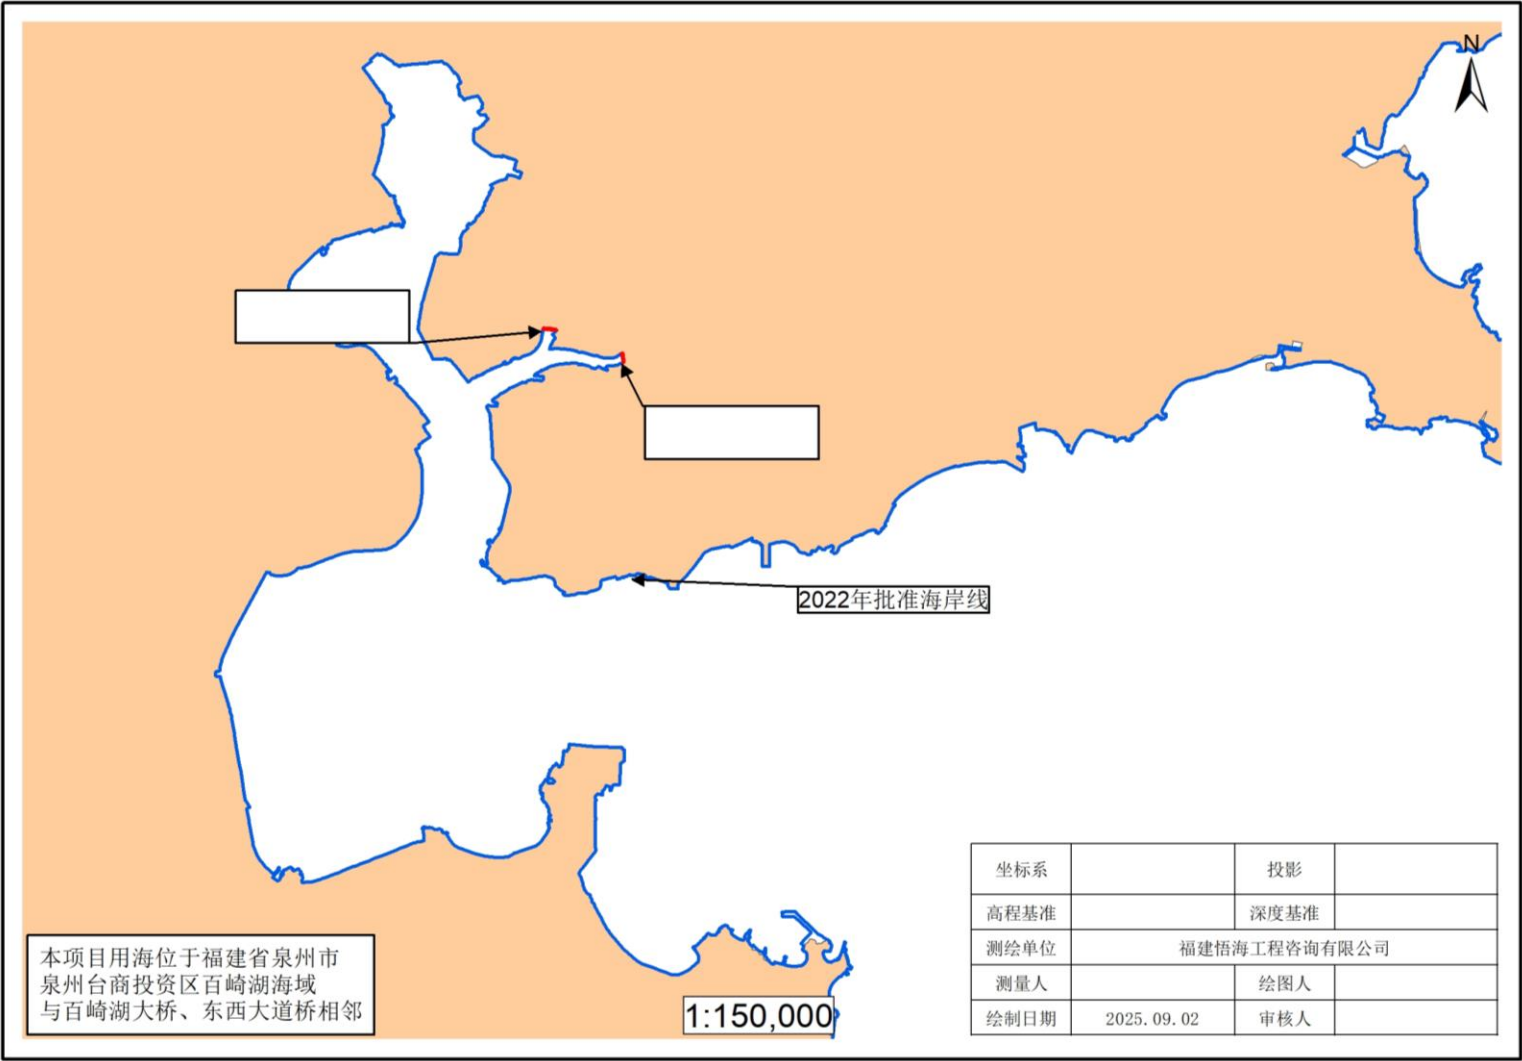 N
2022年批准海岸线
坐标系 投影
高程基准 深度基准
测绘单位 福建悟海工程咨询有限公司
测量人 绘图人
绘制日期 2025.09.02 审核人
本项目用海位于福建省泉州市
泉州台商投资区百崎湖海域
与百崎湖大桥、东西大道桥相邻
1:150,000